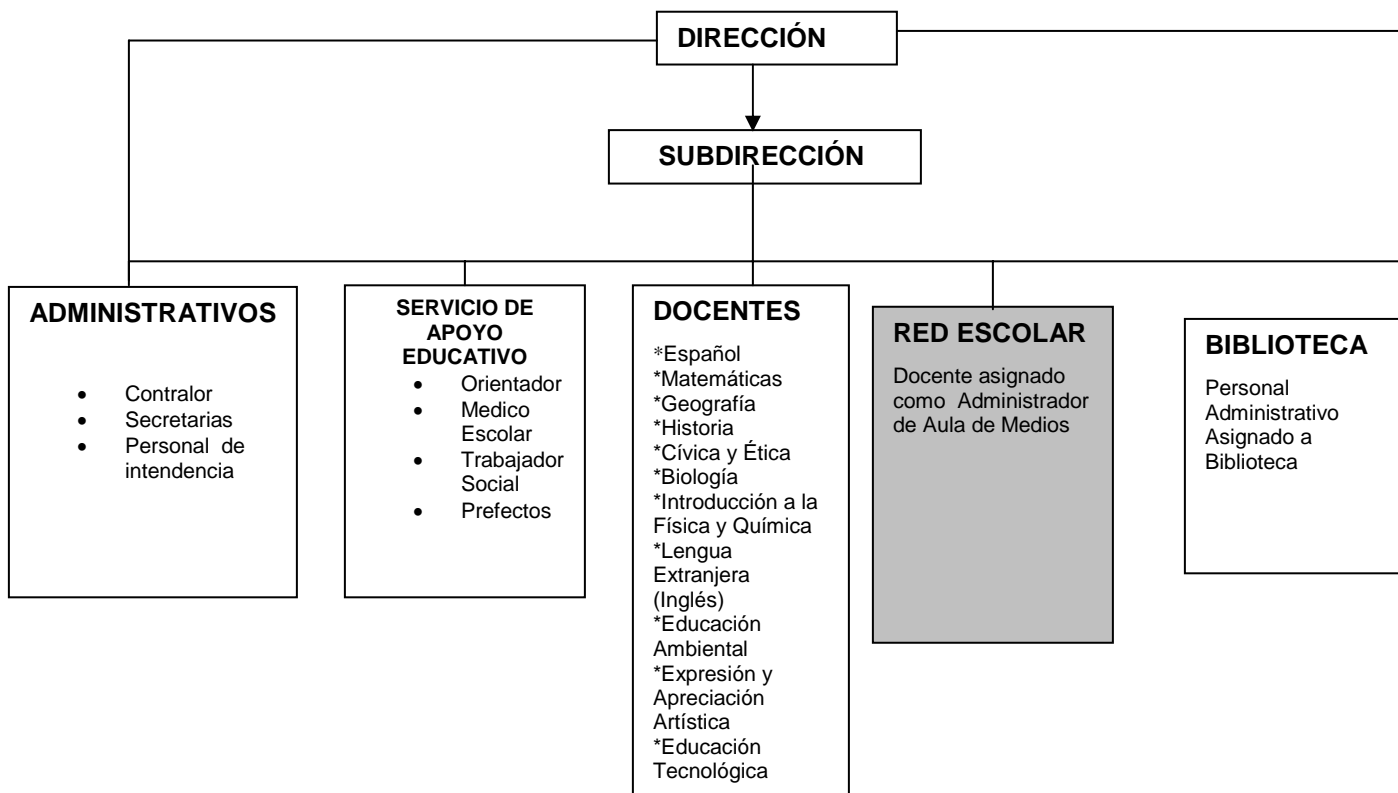 DIRECCIÓN
SUBDIRECCIÓN
ADMINISTRATIVOS
• Contralor
• Secretarias
• Personal de
intendencia
SERVICIO DE
APOYO
EDUCATIVO
• Orientador
• Medico
Escolar
• Trabajador
Social
• Prefectos
DOCENTES
*Español
*Matemáticas
*Geografía
*Historia
*Cívica y Ética
*Biología
*Introducción a la
Física y Química
*Lengua
Extranjera
(Inglés)
*Educación
Ambiental
*Expresión y
Apreciación
Artística
*Educación
Tecnológica
RED ESCOLAR
Docente asignado
como Administrador
de Aula de Medios
BIBLIOTECA
Personal
Administrativo
Asignado a
Biblioteca